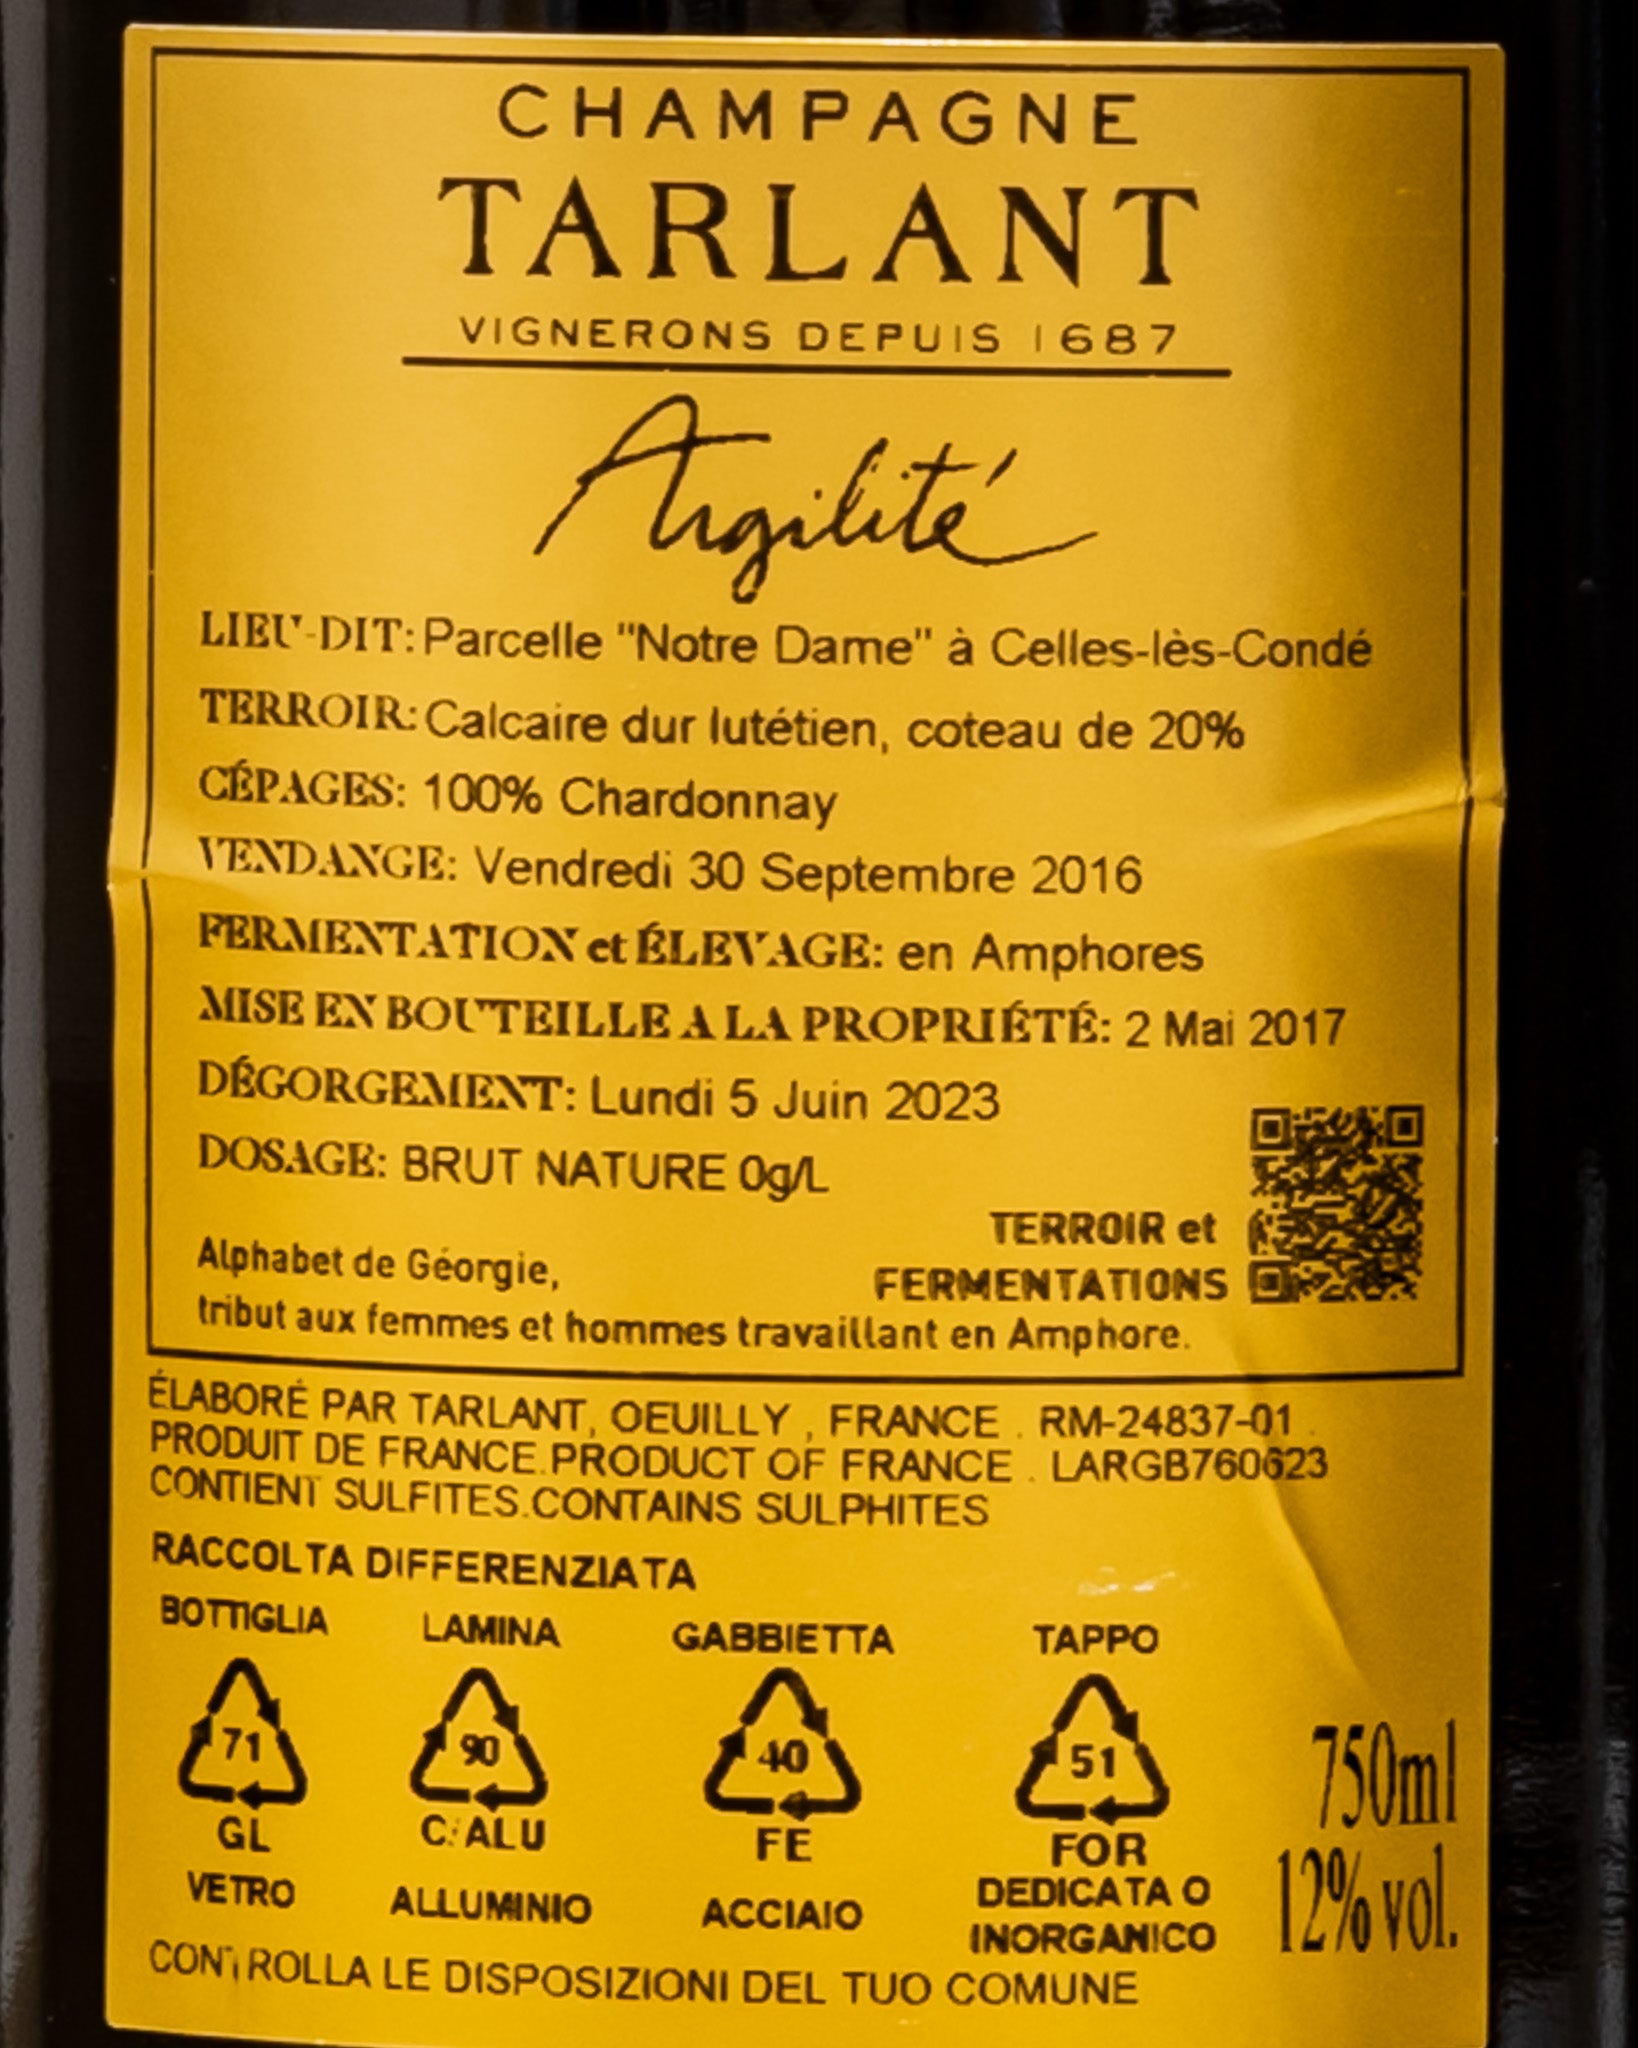 CHAMPAGNE
TARLANT
VIGNERONS DEPUIS 1687
Argilité
LIEU-DIT: Parcelle "Notre Dame" à Celles-lès-Condé
TERROIR: Calcaire dur lutétien, coteau de 20%
CÉPAGES: 100% Chardonnay
VENDANGE: Vendredi 30 Septembre 2016
FERMENTATION et ÉLEVAGE: en Amphores
MISE EN BOUTEILLE A LA PROPRIÉTÉ: 2 Mai 2017
DÉGORGEMENT: Lundi 5 Juin 2023
DOSAGE: BRUT NATURE 0g/L
TERROIR et
FERMENTATIONS
Alphabet de Géorgie,
tribut aux femmes et hommes travaillant en Amphore.
ÉLABORÉ PAR TARLANT, OEUILLY , FRANCE . RM-24837-01 .
PRODUIT DE FRANCE.PRODUCT OF FRANCE . LARGB760623
CONTIENT SULFITES.CONTAINS SULPHITES
RACCOLTA DIFFERENZIATA
BOTTIGLIA LAMINA GABBIETTA TAPPO
71 90 40 51
GL C/ALU FE FOR
VETRO ALLUMINIO ACCIAIO DEDICATA O
INORGANICO
750ml
12% vol.
CONTROLLA LE DISPOSIZIONI DEL TUO COMUNE